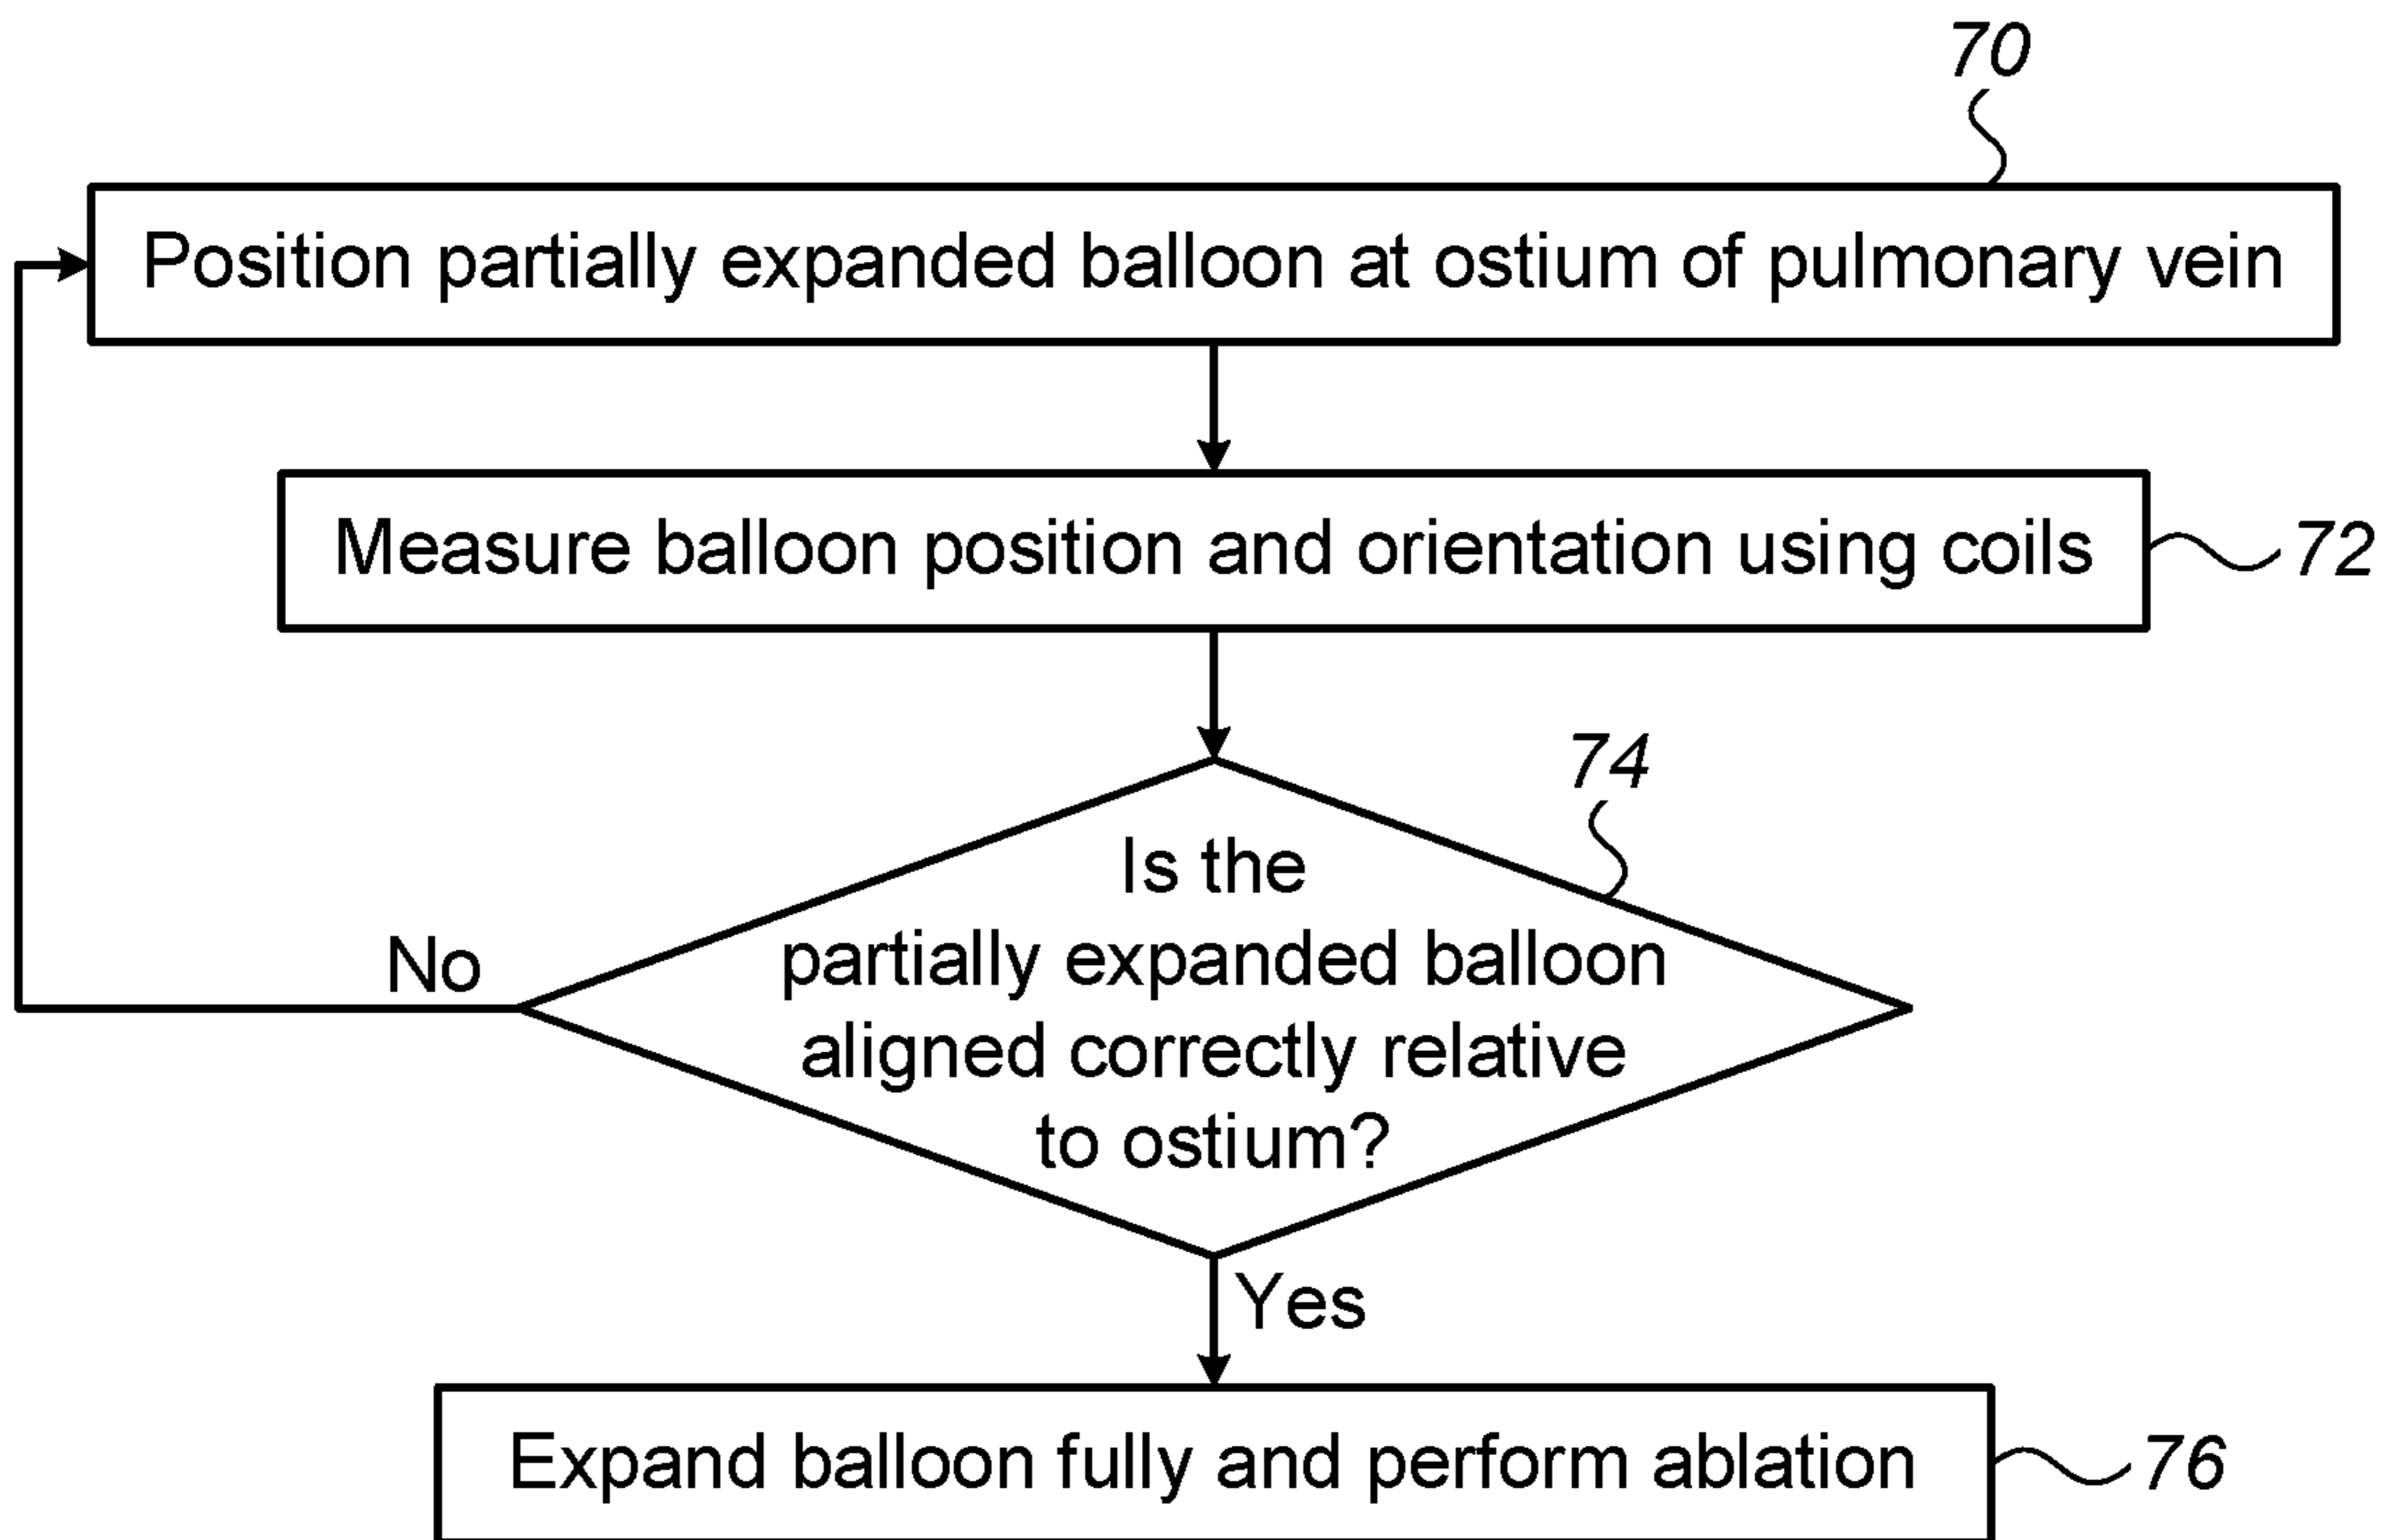 70
Position partially expanded balloon at ostium of pulmonary vein
Measure balloon position and orientation using coils
72
74
Is the
partially expanded balloon
aligned correctly relative
to ostium?
No
Yes
Expand balloon fully and perform ablation
76